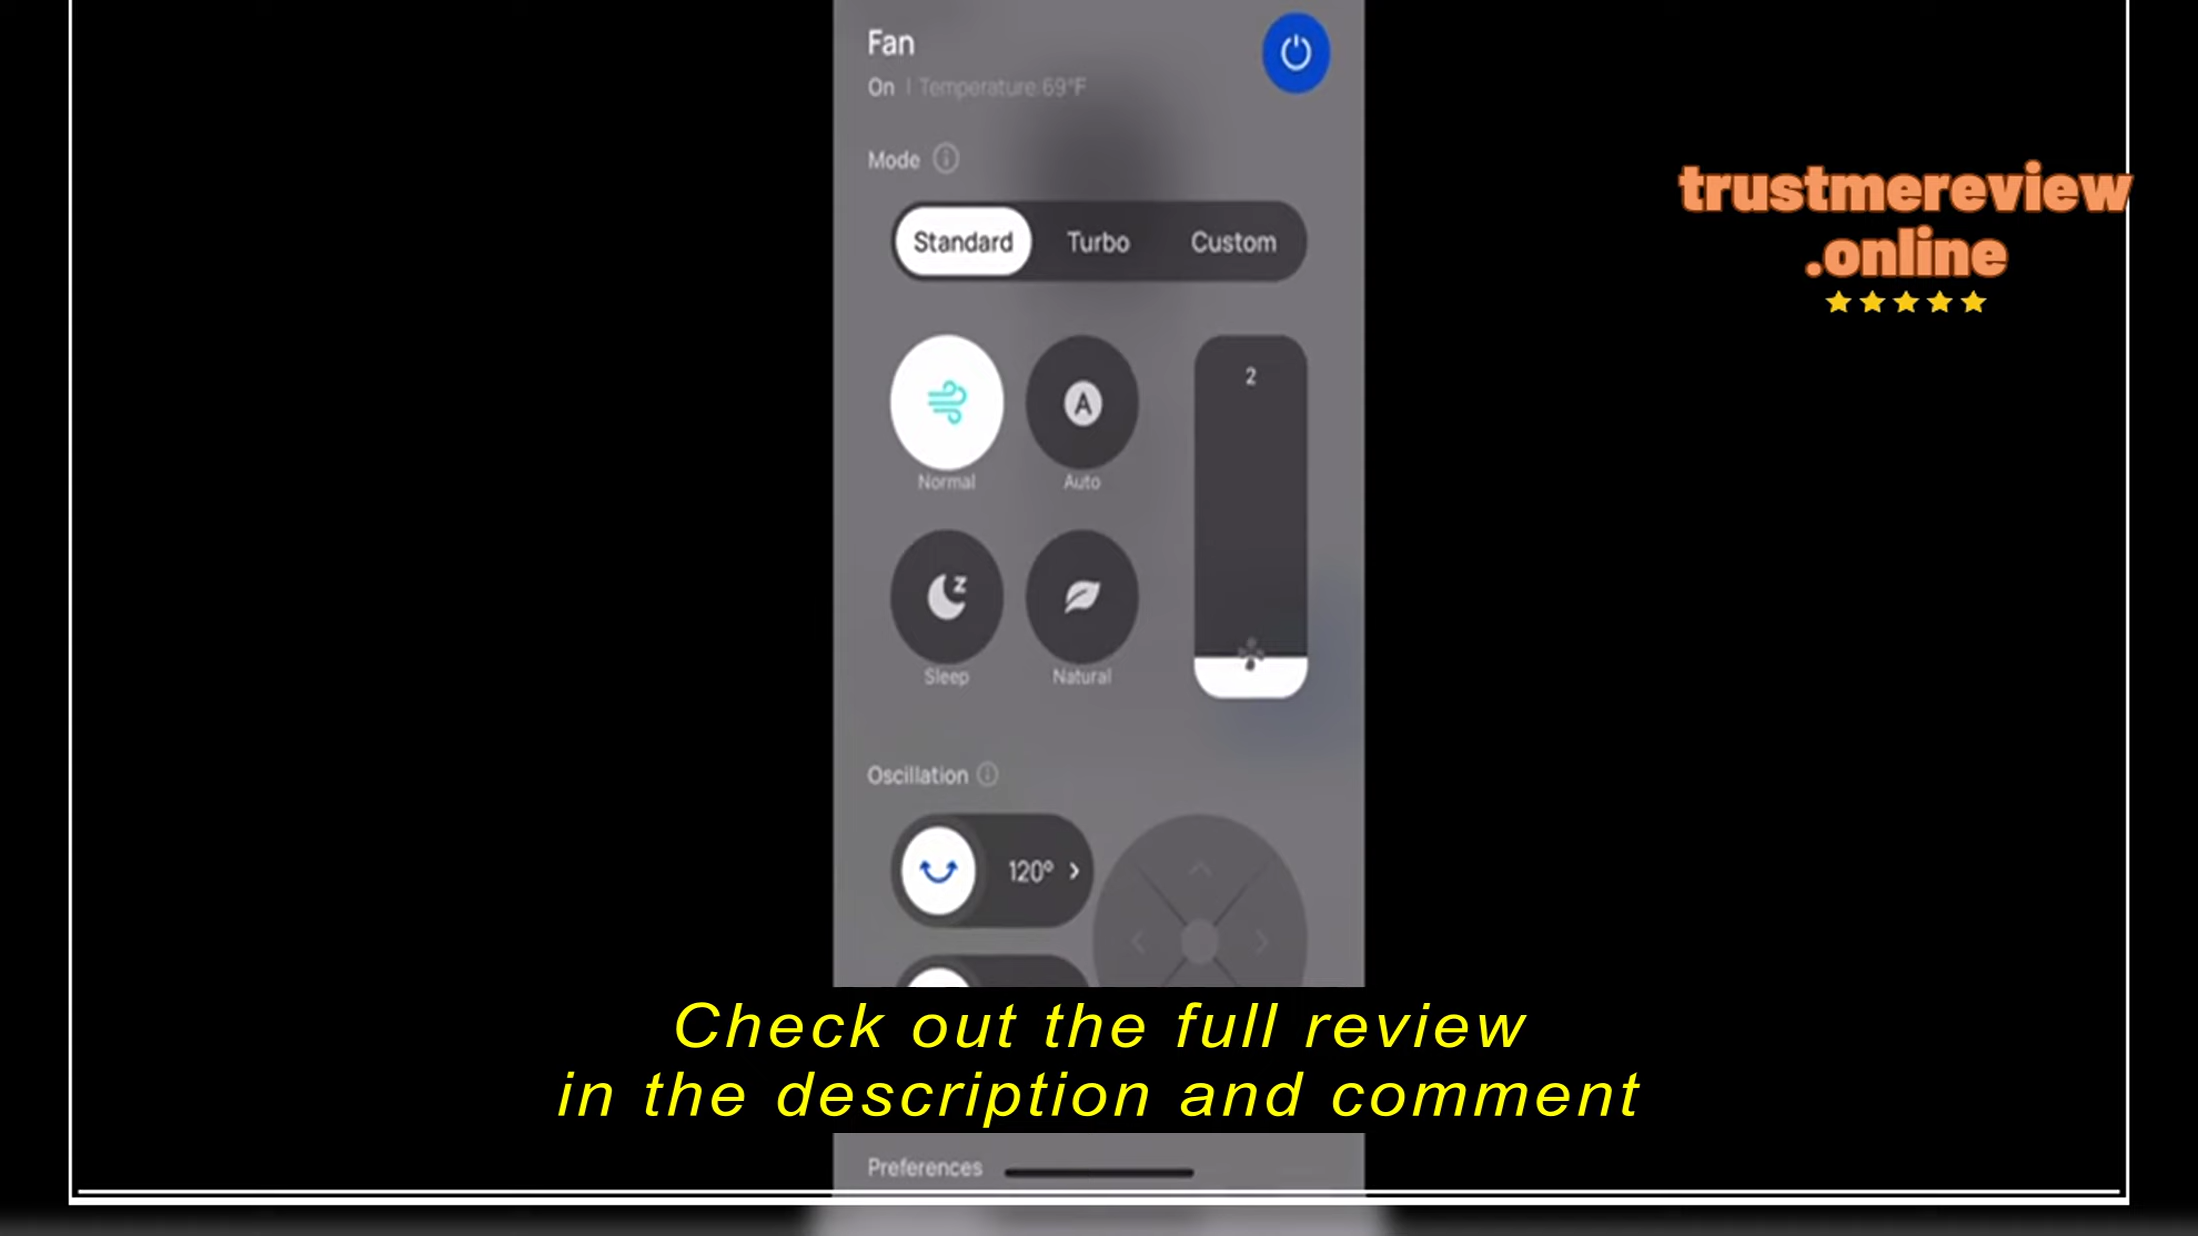 Fan
On | Temperature:69°F
Mode
Standard Turbo Custom
2
A
Normal Auto
z
Sleep Natural
Oscillation
120°
Preferences
trustmereview
.online
Check out the full review
in the description and comment